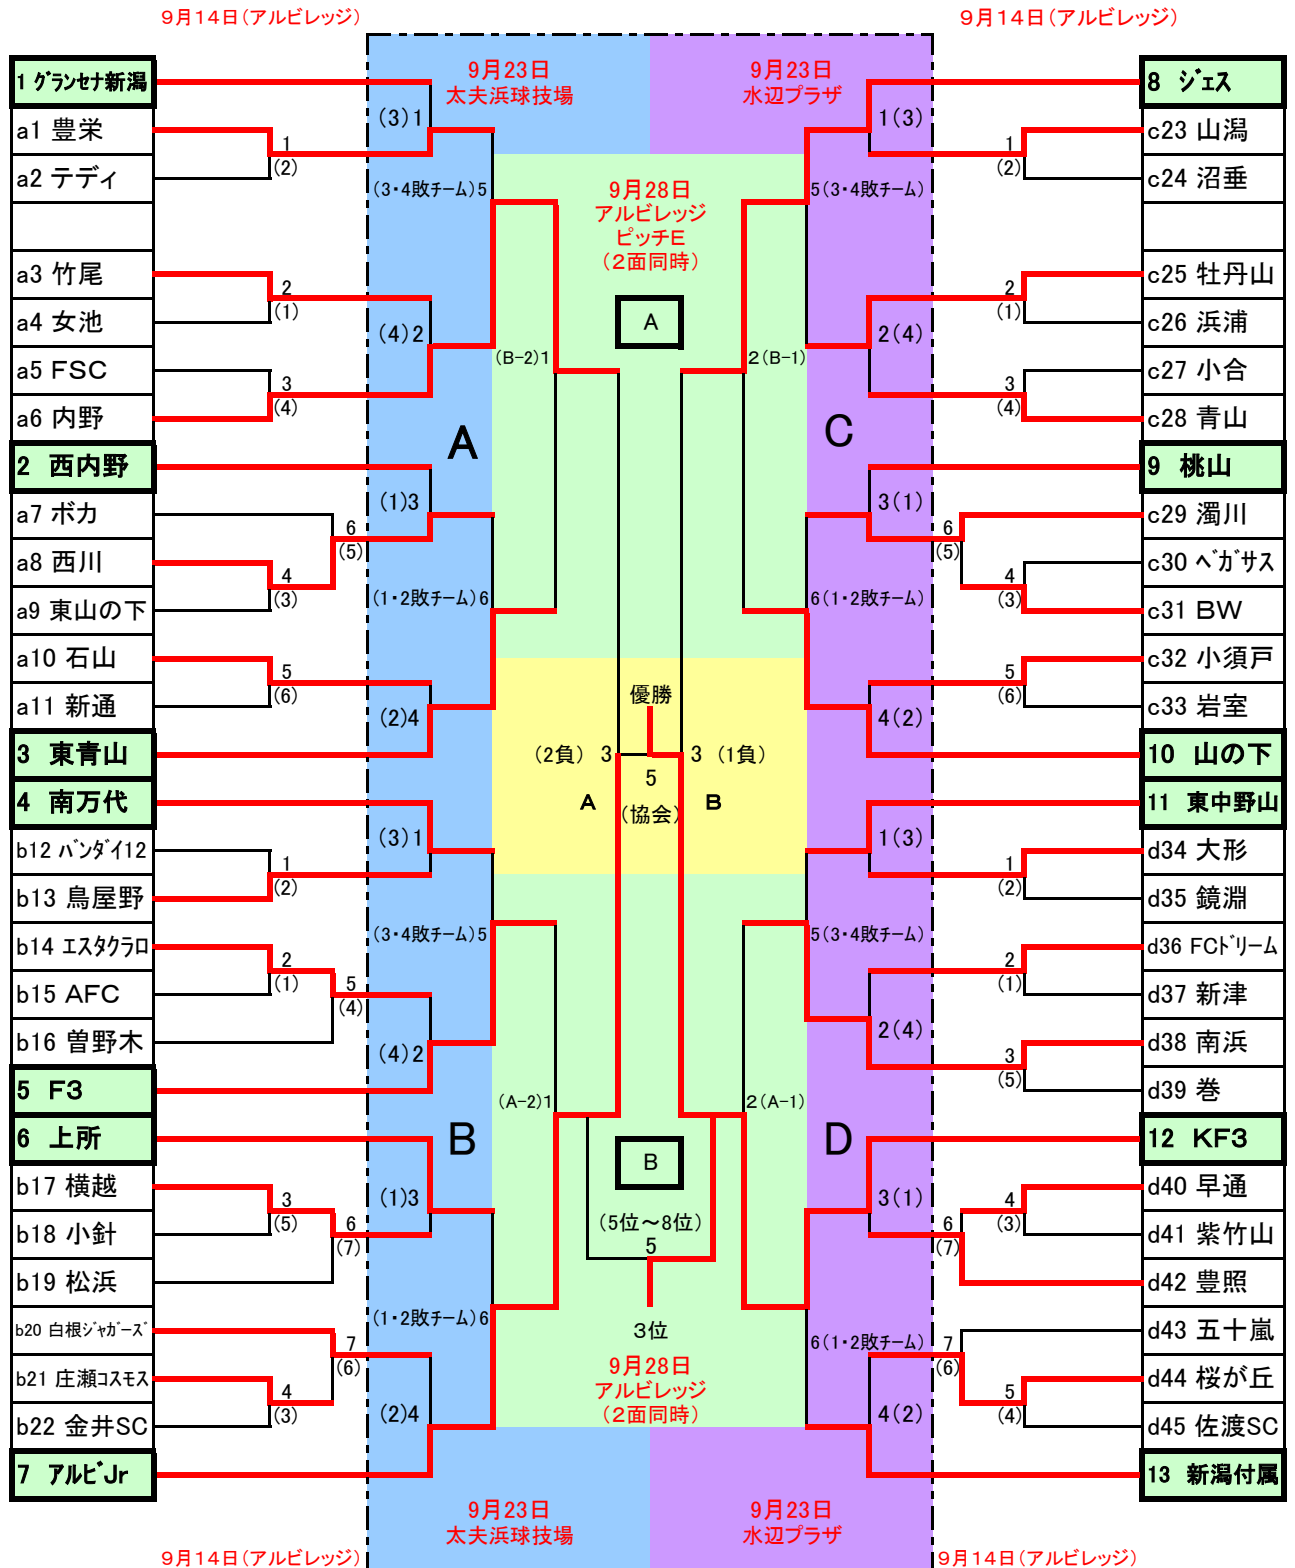 9月14日(アルビレッジ)
9月14日(アルビレッジ)
9月23日
太夫浜球技場
9月23日
水辺プラザ
1 グランセナ新潟
a1 豊栄
a2 テディ
a3 竹尾
a4 女池
a5 FSC
a6 内野
2 西内野
a7 ボカ
a8 西川
a9 東山の下
a10 石山
a11 新通
3 東青山
4 南万代
b12 バンダイ12
b13 鳥屋野
b14 エスタクラロ
b15 AFC
b16 曽野木
5 F3
6 上所
b17 横越
b18 小針
b19 松浜
b20 白根ジャガーズ
b21 庄瀬コスモス
b22 金井SC
7 アルビJr
1
(2)
2
(1)
3
(4)
6
(5)
4
(3)
5
(6)
1
(2)
2
(1)
5
(4)
3
(5)
6
(7)
7
(6)
4
(3)
(3)1
(3・4敗チーム)5
(4)2
A
(1)3
(1・2敗チーム)6
(2)4
(3)1
(3・4敗チーム)5
(4)2
B
(1)3
(1・2敗チーム)6
(2)4
9月28日
アルビレッジ
ピッチE
(2面同時)
A
(B-2)1
2(B-1)
優勝
(2負) 3
3 (1負)
5
A
(協会)
B
(A-2)1
2(A-1)
B
(5位～8位)
5
3位
9月28日
アルビレッジ
(2面同時)
1(3)
5(3・4敗チーム)
2(4)
C
3(1)
6(1・2敗チーム)
4(2)
1(3)
5(3・4敗チーム)
2(4)
D
3(1)
6(1・2敗チーム)
4(2)
1
(2)
2
(1)
3
(4)
6
(5)
4
(3)
5
(6)
1
(2)
2
(1)
3
(5)
4
(3)
6
(7)
7
(6)
5
(4)
8 ジェス
c23 山潟
c24 沼垂
c25 牡丹山
c26 浜浦
c27 小合
c28 青山
9 桃山
c29 濁川
c30 ペガサス
c31 BW
c32 小須戸
c33 岩室
10 山の下
11 東中野山
d34 大形
d35 鏡淵
d36 FCドリーム
d37 新津
d38 南浜
d39 巻
12 KF3
d40 早通
d41 紫竹山
d42 豊照
d43 五十嵐
d44 桜が丘
d45 佐渡SC
13 新潟付属
9月23日
太夫浜球技場
9月23日
水辺プラザ
9月14日(アルビレッジ)
9月14日(アルビレッジ)